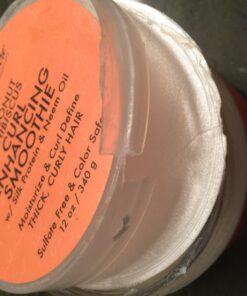 CURL
ENHANCING
SMOOTHIE
w/ Silk Protein & Neem Oil
Moisturize & Curl Define
THICK, CURLY HAIR
Sulfate Free & Color Safe
12 oz / 340 g